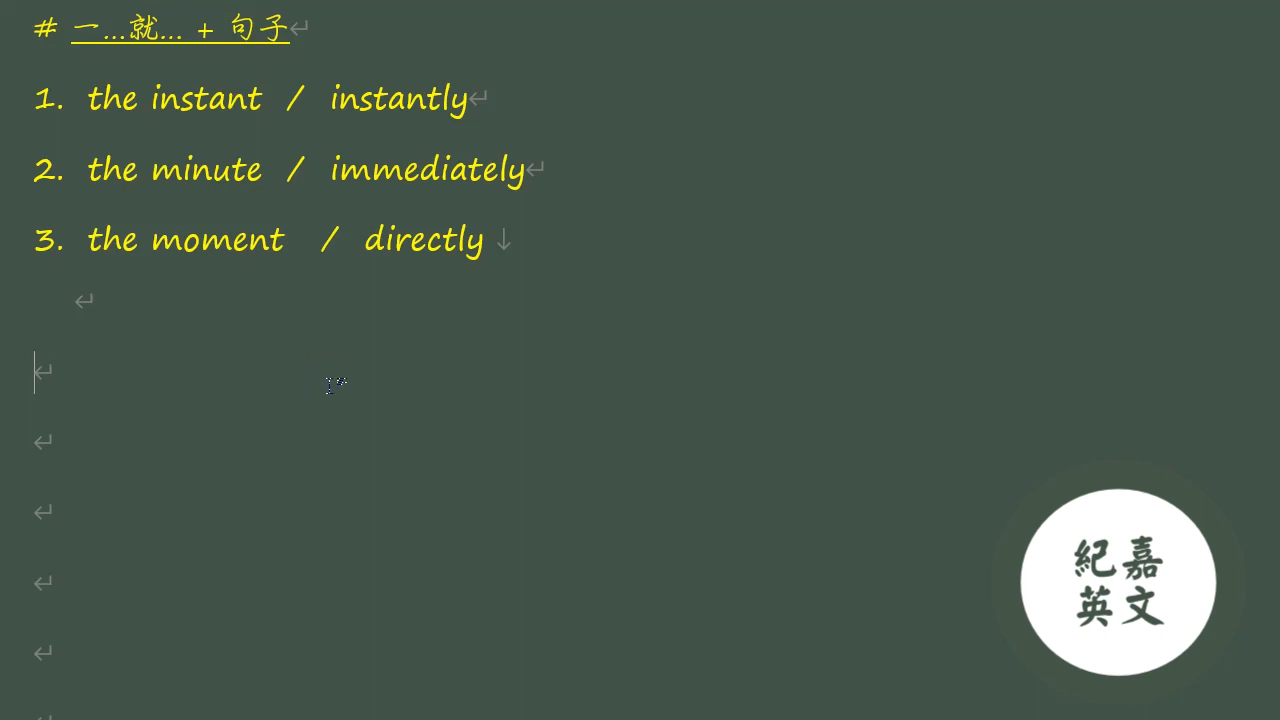 # 一…就… + 句子
1. the instant / instantly
2. the minute / immediately
3. the moment / directly
紀嘉
英文